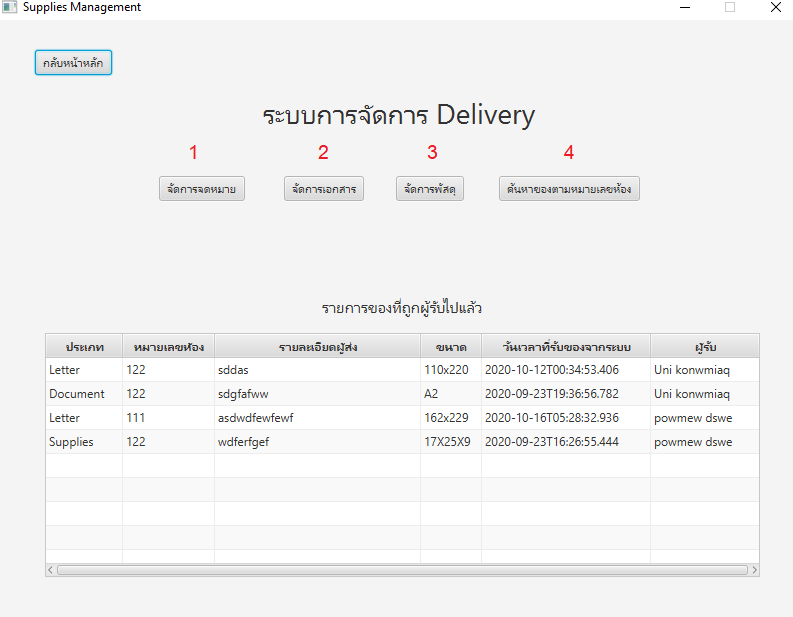 Supplies Management
กลับหน้าหลัก
ระบบการจัดการ Delivery
1 2 3 4
จัดการจดหมาย จัดการเอกสาร จัดการพัสดุ ค้นหาของตามหมายเลขห้อง
รายการของที่ถูกผู้รับไปแล้ว
ประเภท หมายเลขห้อง รายละเอียดผู้ส่ง ขนาด วันเวลาที่รับของจากระบบ ผู้รับ
Letter 122 sddas 110x220 2020-10-12T00:34:53.406 Uni konwmiaq
Document 122 sdgfafww A2 2020-09-23T19:36:56.782 Uni konwmiaq
Letter 111 asdwdfewfewf 162x229 2020-10-16T05:28:32.936 powmew dswe
Supplies 122 wdferfgef 17X25X9 2020-09-23T16:26:55.444 powmew dswe